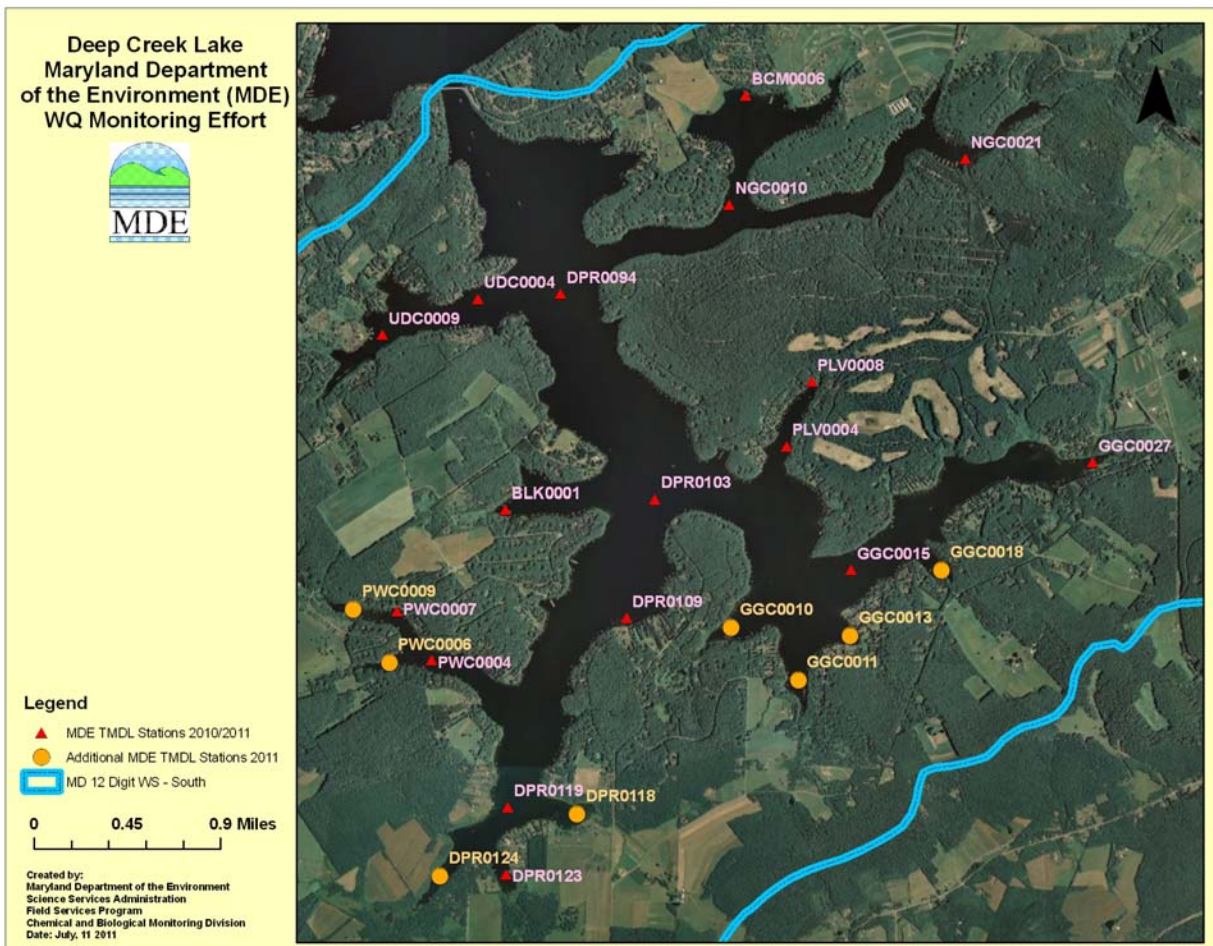 Deep Creek Lake
Maryland Department
of the Environment (MDE)
WQ Monitoring Effort
MDE
N
BCM0006
NGC0021
NGC0010
UDC0004
DPR0094
UDC0009
PLV0008
PLV0004
GGC0027
DPR0103
BLK0001
GGC0015
GGC0018
PWC0009
PWC0007
DPR0109
GGC0010
GGC0013
PWC0006
PWC0004
GGC0011
DPR0119
DPR0118
DPR0124
DPR0123
Legend
MDE TMDL Stations 2010/2011
Additional MDE TMDL Stations 2011
MD 12 Digit WS - South
0 0.45 0.9 Miles
Created by:
Maryland Department of the Environment
Science Services Administration
Field Services Program
Chemical and Biological Monitoring Division
Date: July, 11 2011